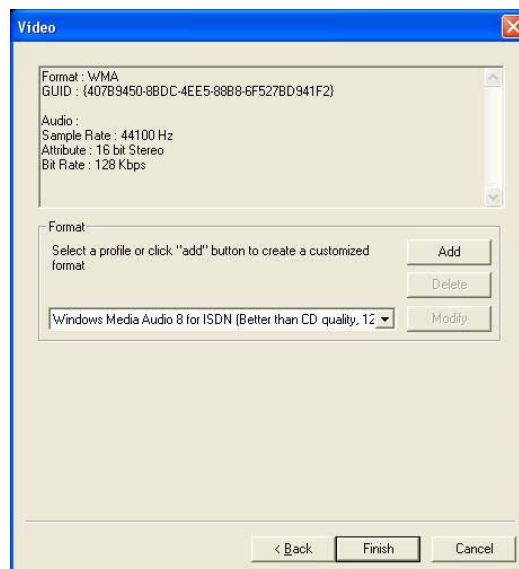 Video
Format : WMA
GUID : {407B9450-8BDC-4EE5-88B8-6F527BD941F2}
Audio :
Sample Rate : 44100 Hz
Attribute : 16 bit Stereo
Bit Rate : 128 Kbps
Format
Select a profile or click "add" button to create a customized
format
Add
Delete
Windows Media Audio 8 for ISDN (Better than CD quality, 12
Modify
< Back
Finish
Cancel